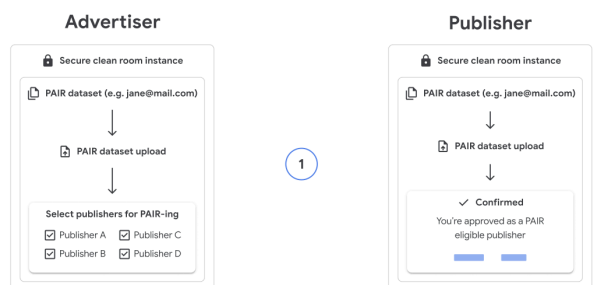 Advertiser
Secure clean room instance
PAIR dataset (e.g. jane@mail.com)
PAIR dataset upload
Select publishers for PAIR-ing
Publisher A
Publisher C
Publisher B
Publisher D
1
Publisher
Secure clean room instance
PAIR dataset (e.g. jane@mail.com)
PAIR dataset upload
Confirmed
You're approved as a PAIR
eligible publisher